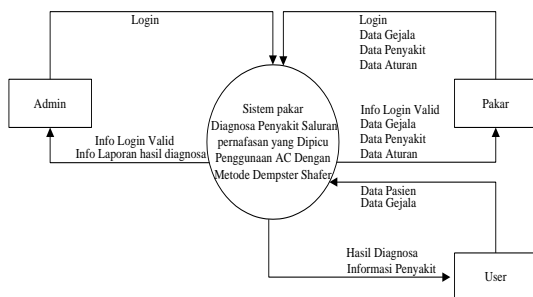 Login
Login
Data Gejala
Data Penyakit
Data Aturan
Admin
Sistem pakar
Diagnosa Penyakit Saluran
pernafasan yang Dipicu
Penggunaan AC Dengan
Metode Dempster Shafer
Pakar
Info Login Valid
Info Laporan hasil diagnosa
Info Login Valid
Data Gejala
Data Penyakit
Data Aturan
Data Pasien
Data Gejala
Hasil Diagnosa
Informasi Penyakit
User